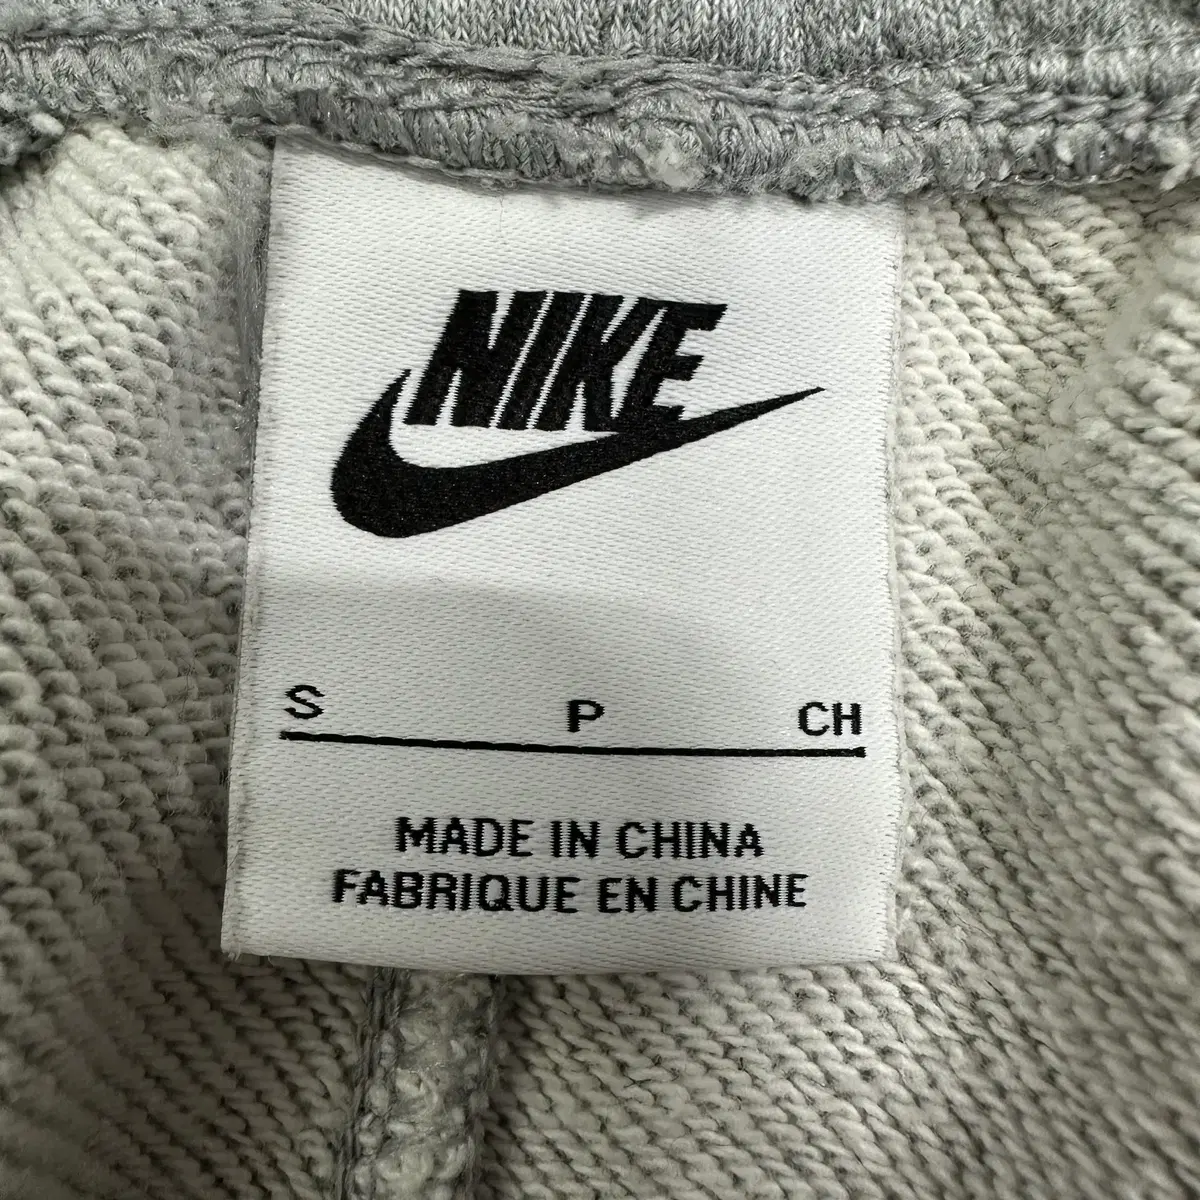 NIKE
S P CH
MADE IN CHINA
FABRIQUE EN CHINE